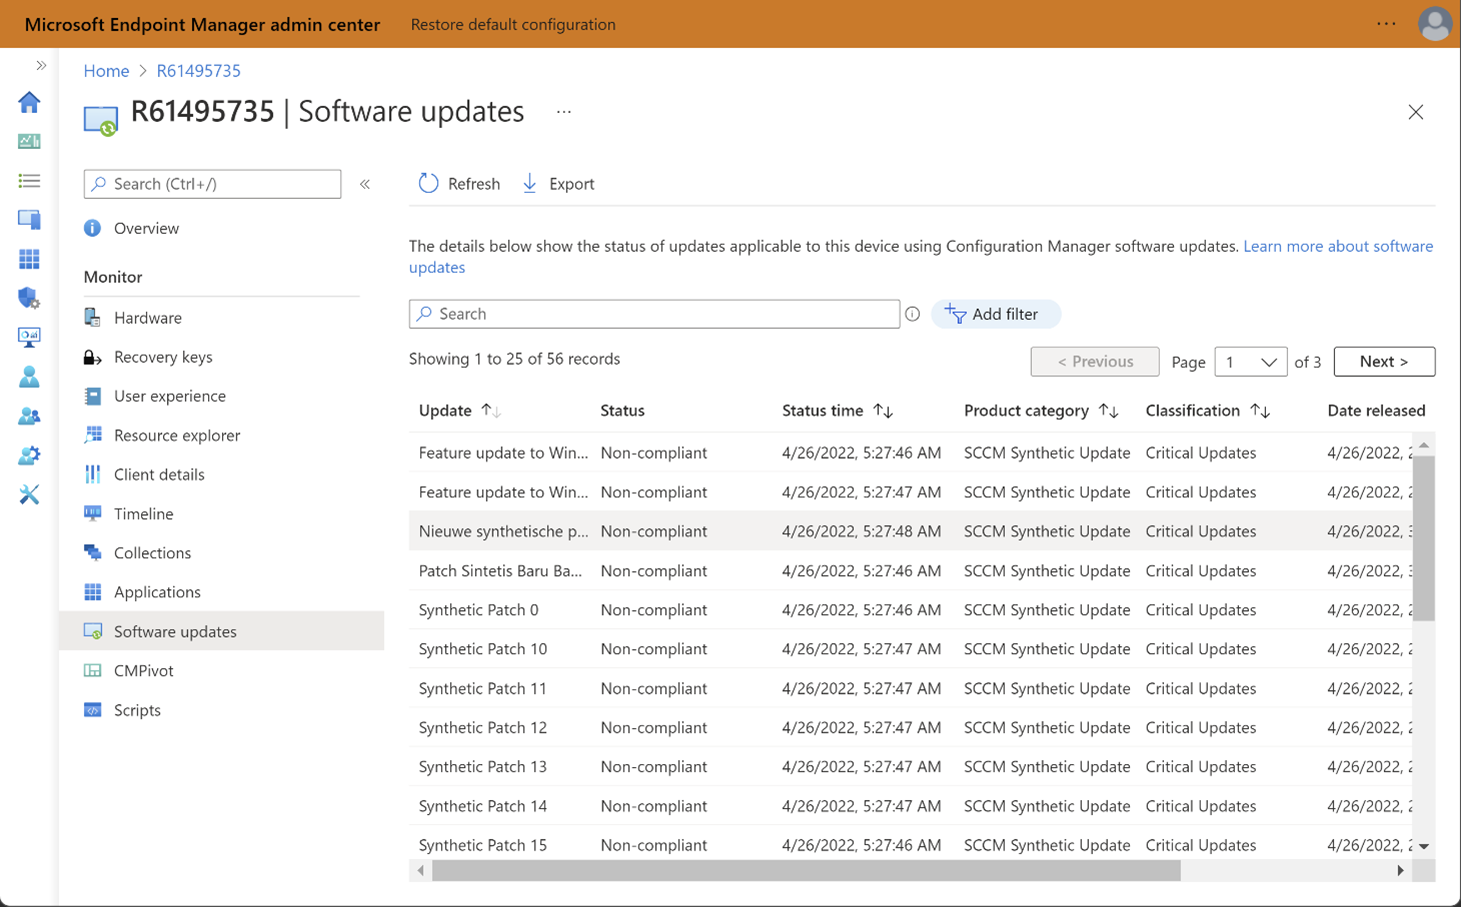 Microsoft Endpoint Manager admin center
Restore default configuration
...
»
Home > R61495735
R61495735 | Software updates ...
Search (Ctrl+/)
«
Overview
Monitor
Hardware
Recovery keys
User experience
Resource explorer
Client details
Timeline
Collections
Applications
Software updates
CMPivot
Scripts
Refresh
Export
The details below show the status of updates applicable to this device using Configuration Manager software updates. Learn more about software
updates
Search
Add filter
Showing 1 to 25 of 56 records
< Previous Page 1 of 3 Next >
Update Status Status time Product category Classification Date released
Feature update to Win... Non-compliant 4/26/2022, 5:27:46 AM SCCM Synthetic Update Critical Updates 4/26/2022,
Feature update to Win... Non-compliant 4/26/2022, 5:27:47 AM SCCM Synthetic Update Critical Updates 4/26/2022,
Nieuwe synthetische p... Non-compliant 4/26/2022, 5:27:48 AM SCCM Synthetic Update Critical Updates 4/26/2022,
Patch Sintetis Baru Ba... Non-compliant 4/26/2022, 5:27:46 AM SCCM Synthetic Update Critical Updates 4/26/2022,
Synthetic Patch 0 Non-compliant 4/26/2022, 5:27:46 AM SCCM Synthetic Update Critical Updates 4/26/2022,
Synthetic Patch 10 Non-compliant 4/26/2022, 5:27:47 AM SCCM Synthetic Update Critical Updates 4/26/2022,
Synthetic Patch 11 Non-compliant 4/26/2022, 5:27:47 AM SCCM Synthetic Update Critical Updates 4/26/2022,
Synthetic Patch 12 Non-compliant 4/26/2022, 5:27:47 AM SCCM Synthetic Update Critical Updates 4/26/2022,
Synthetic Patch 13 Non-compliant 4/26/2022, 5:27:47 AM SCCM Synthetic Update Critical Updates 4/26/2022,
Synthetic Patch 14 Non-compliant 4/26/2022, 5:27:47 AM SCCM Synthetic Update Critical Updates 4/26/2022,
Synthetic Patch 15 Non-compliant 4/26/2022, 5:27:46 AM SCCM Synthetic Update Critical Updates 4/26/2022,